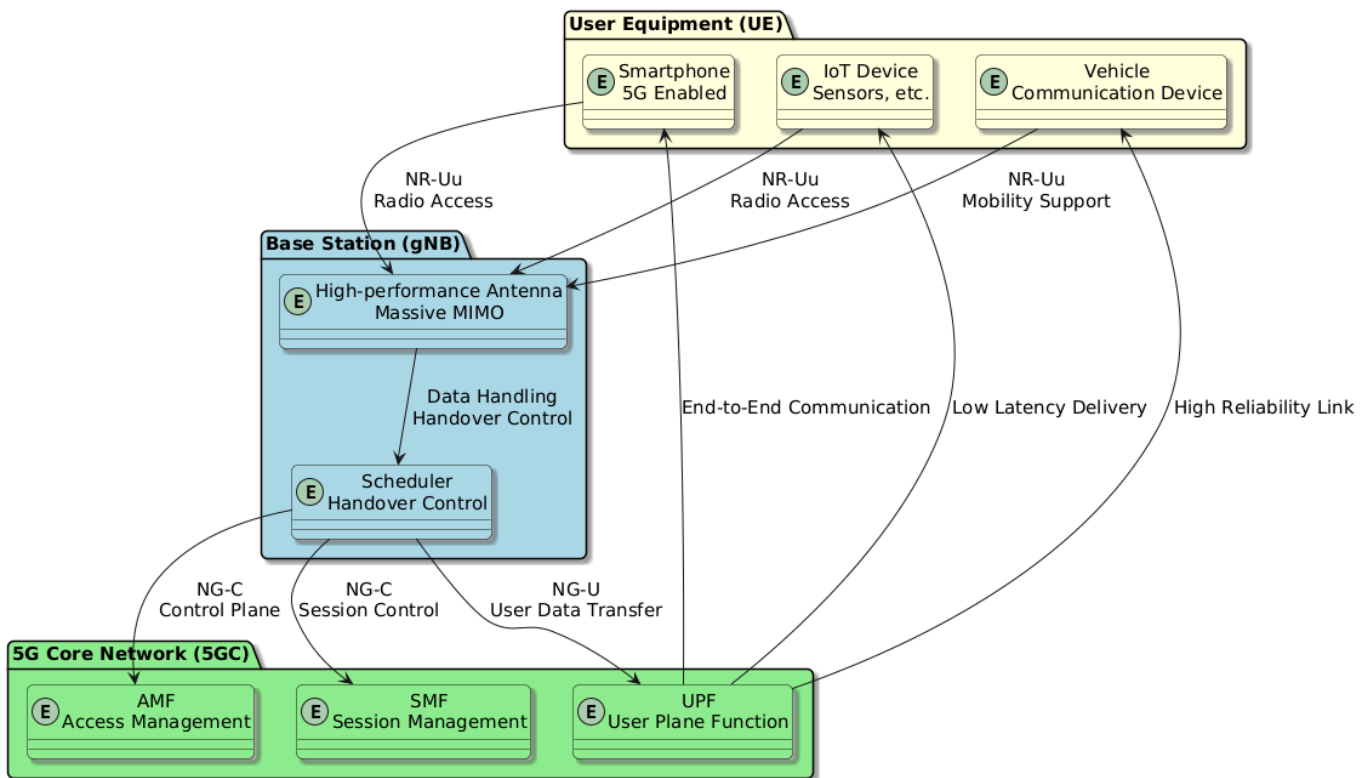 User Equipment (UE)
E
Smartphone
5G Enabled
E
IoT Device
Sensors, etc.
E
Vehicle
Communication Device
NR-Uu
Radio Access
NR-Uu
Radio Access
NR-Uu
Mobility Support
Base Station (gNB)
E
High-performance Antenna
Massive MIMO
Data Handling
Handover Control
End-to-End Communication
Low Latency Delivery
High Reliability Link
E
Scheduler
Handover Control
NG-C
Control Plane
NG-C
Session Control
NG-U
User Data Transfer
5G Core Network (5GC)
E
AMF
Access Management
E
SMF
Session Management
E
UPF
User Plane Function